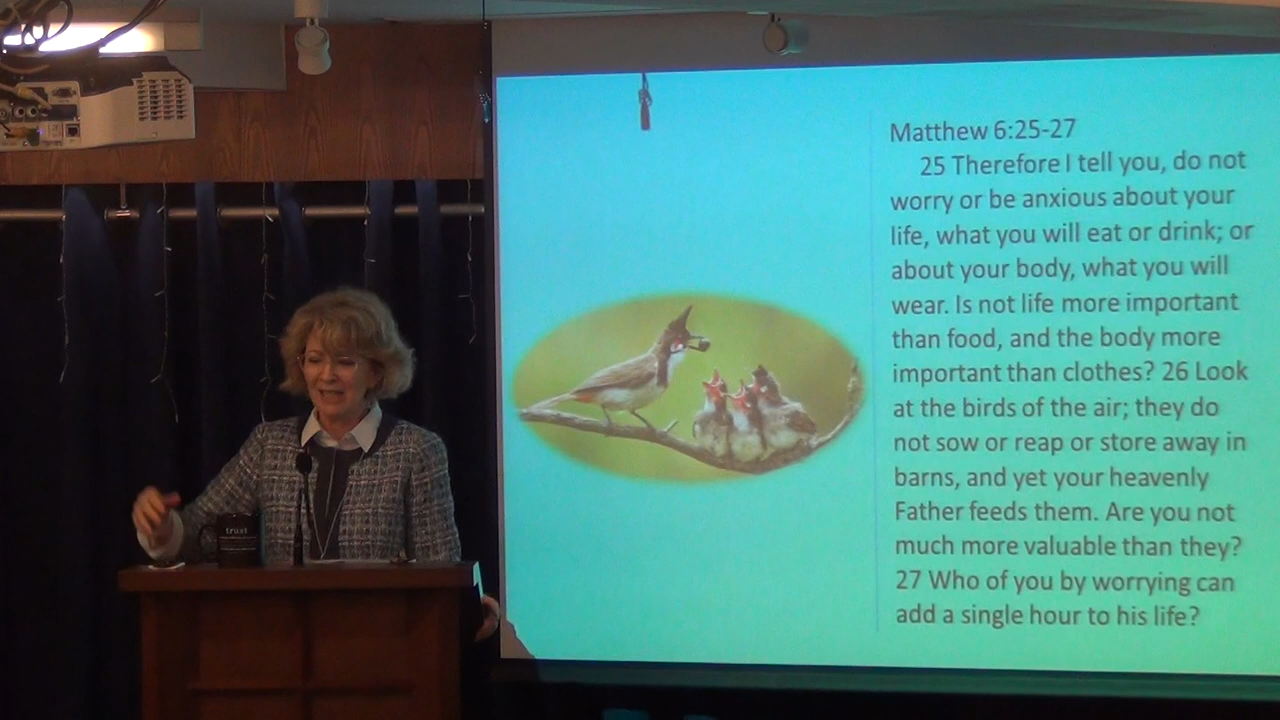 Matthew 6:25-27
25 Therefore I tell you, do not
worry or be anxious about your
life, what you will eat or drink; or
about your body, what you will
wear. Is not life more important
than food, and the body more
important than clothes? 26 Look
at the birds of the air; they do
not sow or reap or store away in
barns, and yet your heavenly
Father feeds them. Are you not
much more valuable than they?
27 Who of you by worrying can
add a single hour to his life?
trust